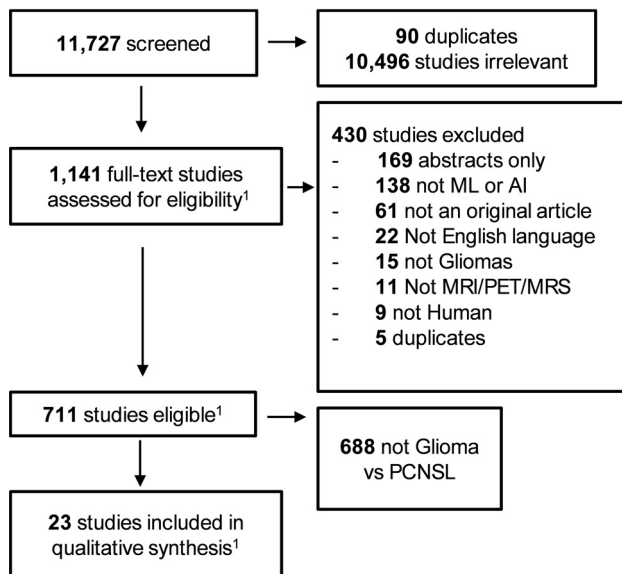 11,727 screened
90 duplicates
10,496 studies irrelevant
1,141 full-text studies
assessed for eligibility¹
430 studies excluded
- 169 abstracts only
- 138 not ML or AI
- 61 not an original article
- 22 Not English language
- 15 not Gliomas
- 11 Not MRI/PET/MRS
- 9 not Human
- 5 duplicates
711 studies eligible¹
688 not Glioma
vs PCNSL
23 studies included in
qualitative synthesis¹